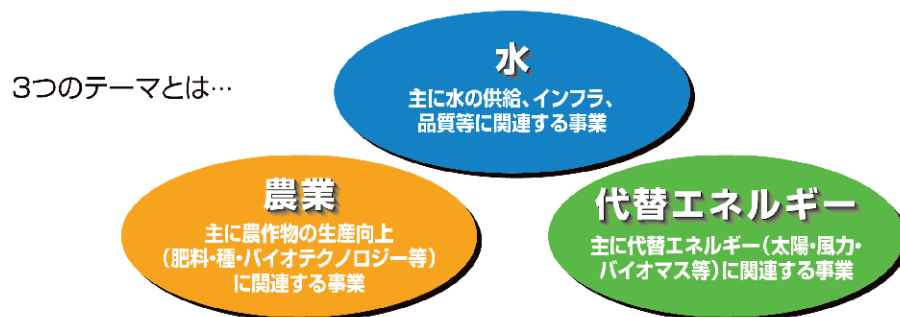 3つのテーマとは…
水
主に水の供給、インフラ、
品質等に関連する事業
農業
主に農作物の生産向上
(肥料・種・バイオテクノロジー等)
に関連する事業
代替エネルギー
主に代替エネルギー(太陽・風力・
バイオマス等)に関連する事業